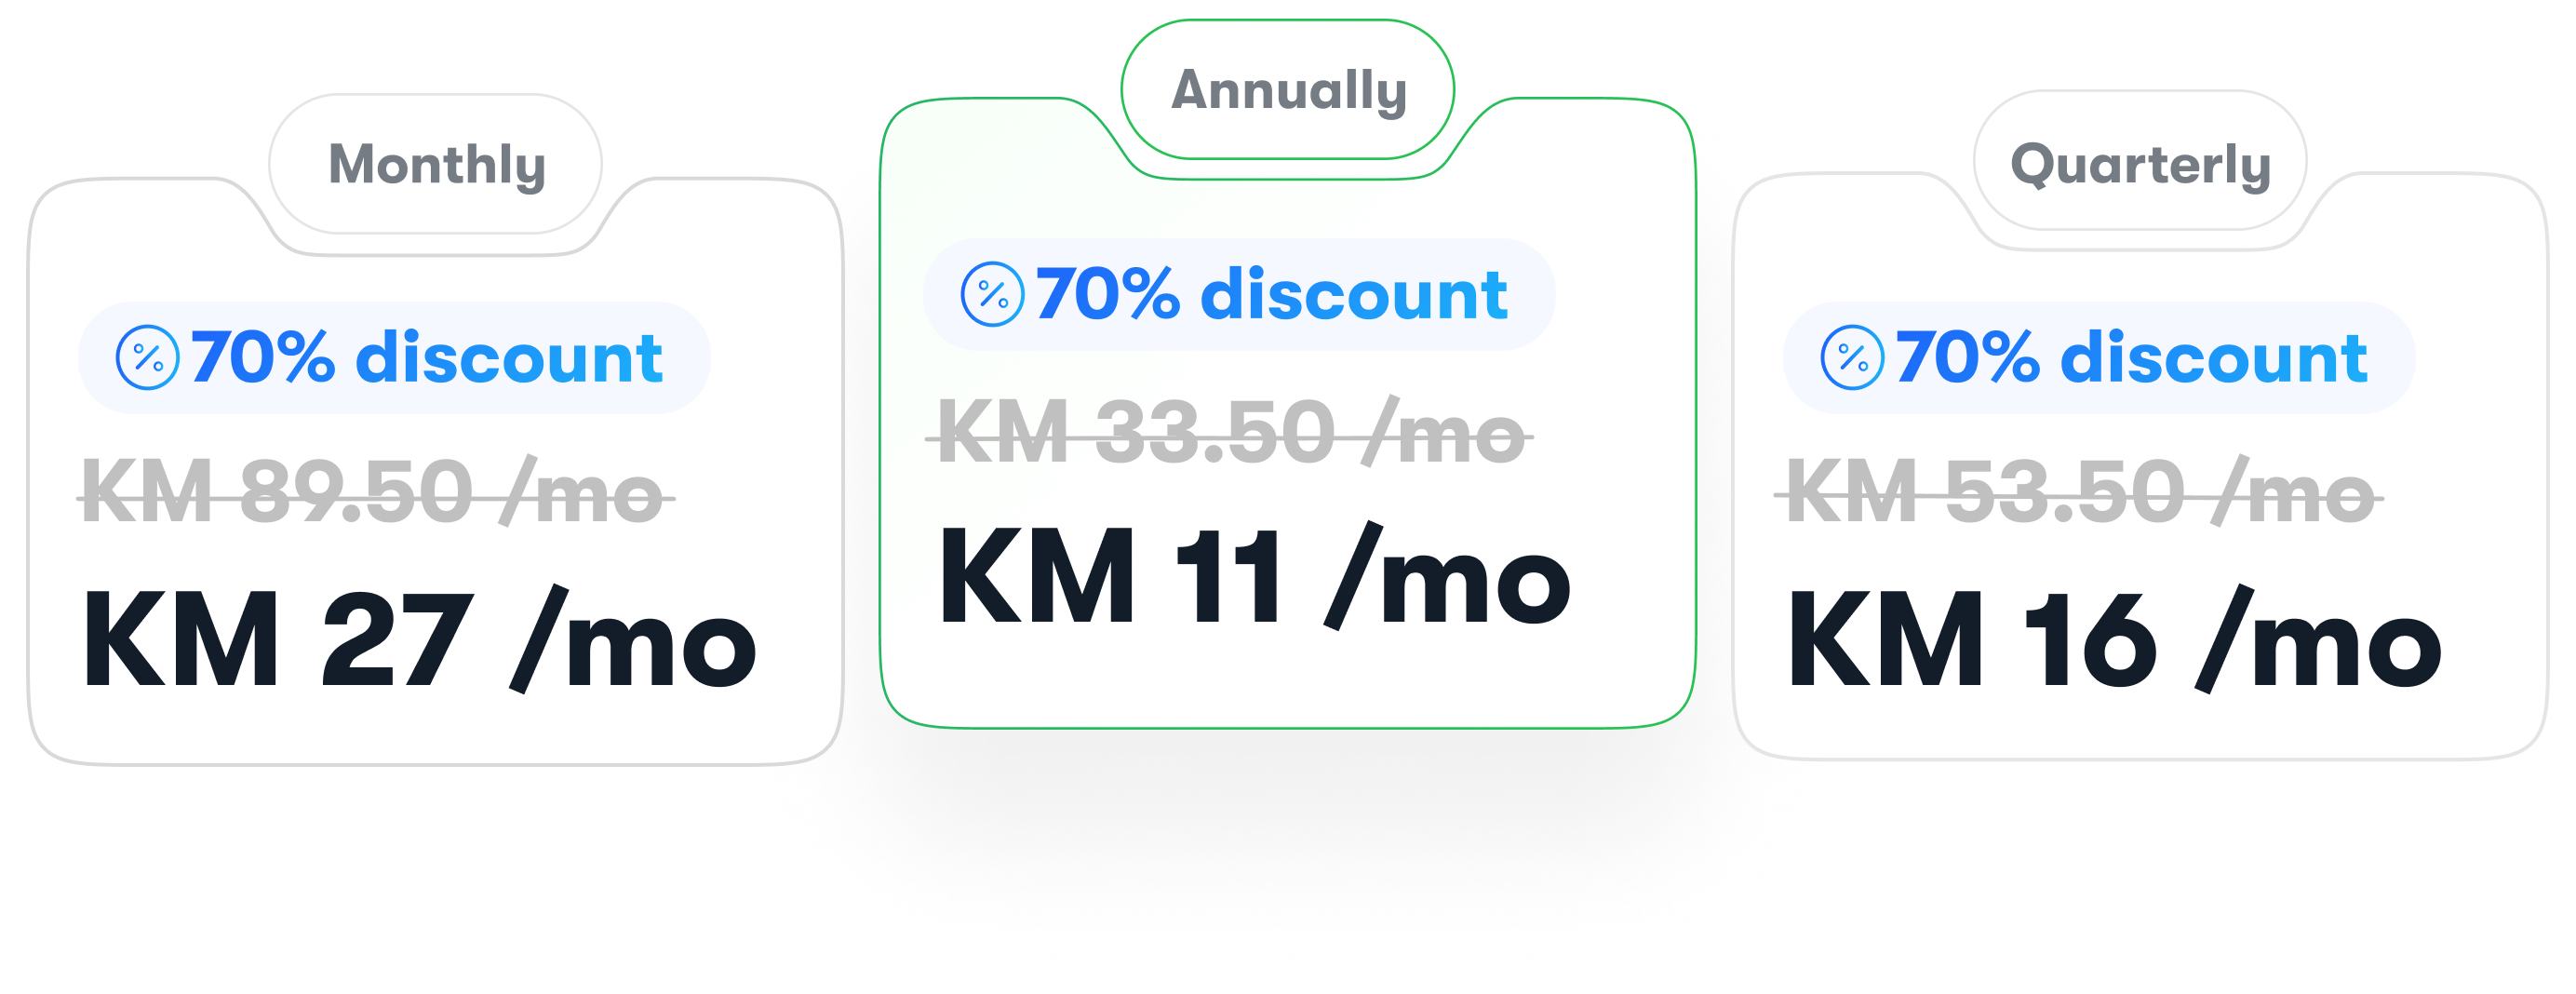 Monthly
70% discount
KM 89.50 /mo
KM 27 /mo
Annually
70% discount
KM 33.50 /mo
KM 11 /mo
Quarterly
70% discount
KM 53.50 /mo
KM 16 /mo